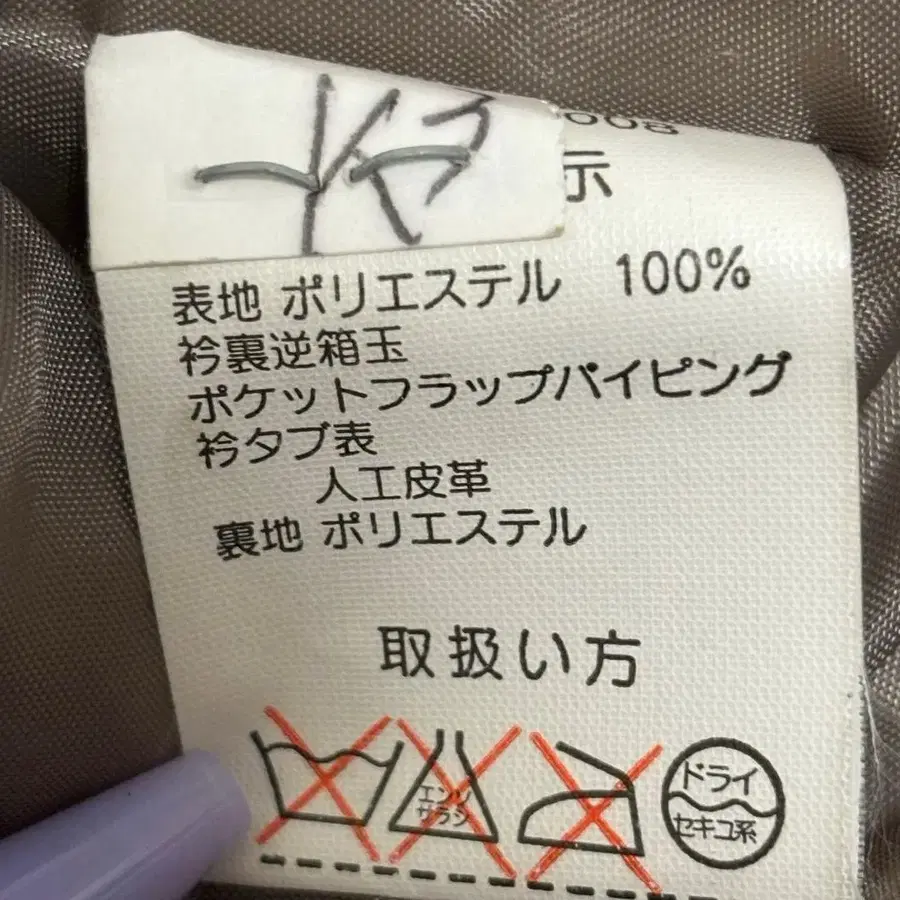 示
表地 ポリエステル 100%
衿裏逆箱玉
ポケットフラップパイピング
衿タブ表
人工皮革
裏地 ポリエステル
取扱い方
エンソ
サラシ
ドライ
セキユ系